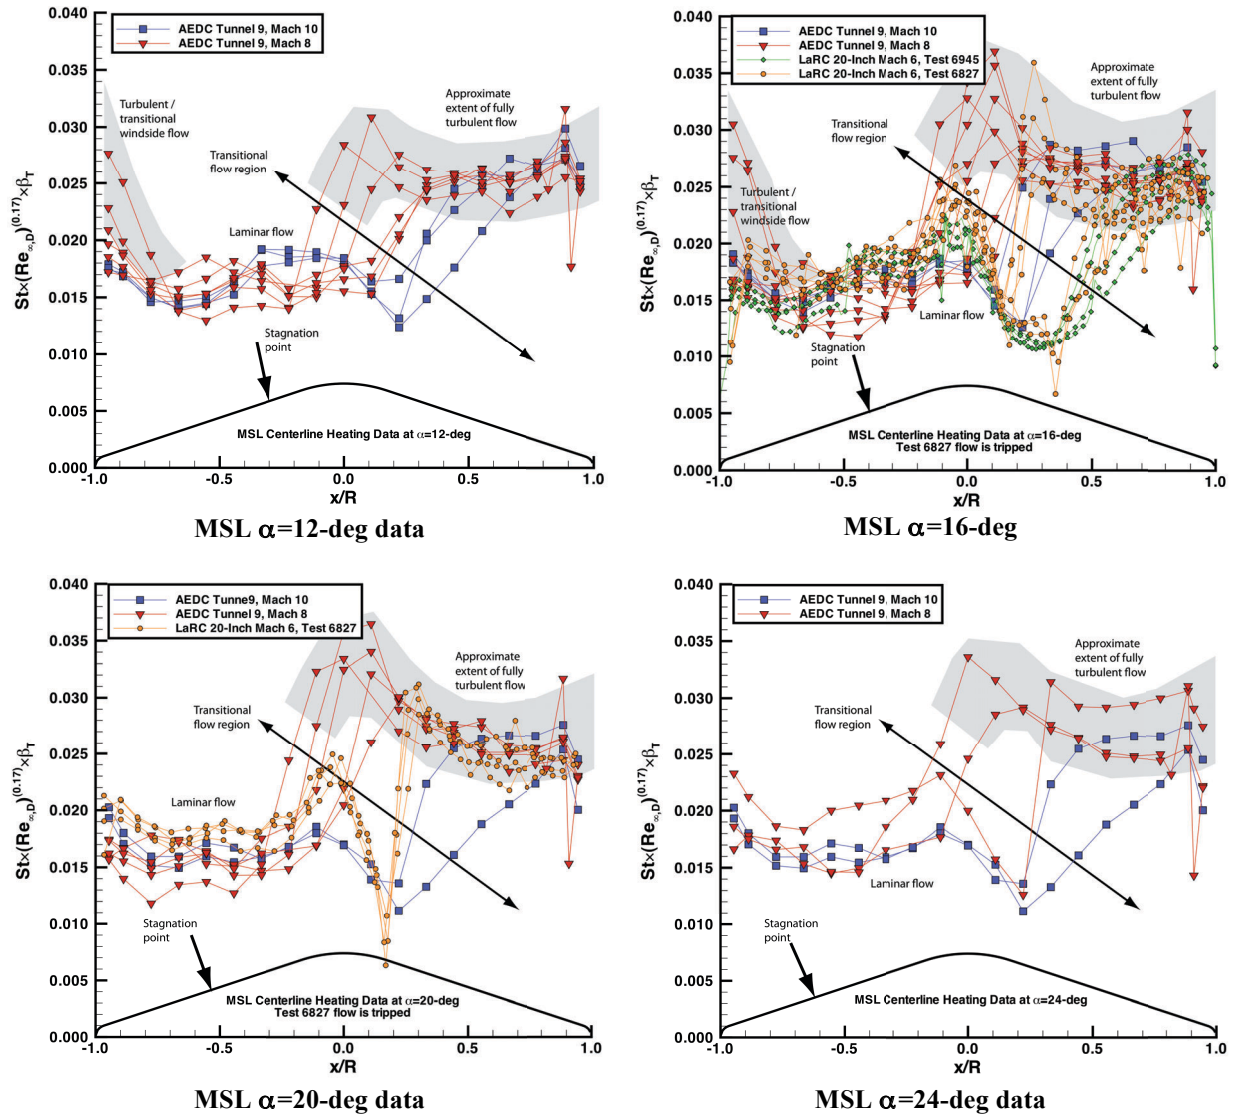 0.040
0.035
0.030
0.025
0.020
0.015
0.010
0.005
0.000
St×(Re∞,D)^(0.17)×βT
AEDC Tunnel 9, Mach 10
AEDC Tunnel 9, Mach 8
Turbulent /
transitional
windside flow
Approximate
extent of fully
turbulent flow
Transitional
flow region
Laminar flow
Stagnation
point
MSL Centerline Heating Data at α=12-deg
-1.0 -0.5 0.0 0.5 1.0
x/R
MSL α=12-deg data
0.040
0.035
0.030
0.025
0.020
0.015
0.010
0.005
0.000
St×(Re∞,D)^(0.17)×βT
AEDC Tunnel 9, Mach 10
AEDC Tunnel 9, Mach 8
LaRC 20-Inch Mach 6, Test 6945
LaRC 20-Inch Mach 6, Test 6827
Approximate
extent of fully
turbulent flow
Transitional
flow region
Turbulent /
transitional
windside flow
Laminar flow
Stagnation
point
MSL Centerline Heating Data at α=16-deg
Test 6827 flow is tripped
-1.0 -0.5 0.0 0.5 1.0
x/R
MSL α=16-deg
0.040
0.035
0.030
0.025
0.020
0.015
0.010
0.005
0.000
St×(Re∞,D)^(0.17)×βT
AEDC Tunne9, Mach 10
AEDC Tunnel 9, Mach 8
LaRC 20-Inch Mach 6, Test 6827
Approximate
extent of fully
turbulent flow
Transitional
flow region
Laminar flow
Stagnation
point
MSL Centerline Heating Data at α=20-deg
Test 6827 flow is tripped
-1.0 -0.5 0.0 0.5 1.0
x/R
MSL α=20-deg data
0.040
0.035
0.030
0.025
0.020
0.015
0.010
0.005
0.000
St×(Re∞,D)^(0.17)×βT
AEDC Tunnel 9, Mach 10
AEDC Tunnel 9, Mach 8
Approximate
extent of fully
turbulent flow
Transitional
flow region
Laminar flow
Stagnation
point
MSL Centerline Heating Data at α=24-deg
-1.0 -0.5 0.0 0.5 1.0
x/R
MSL α=24-deg data